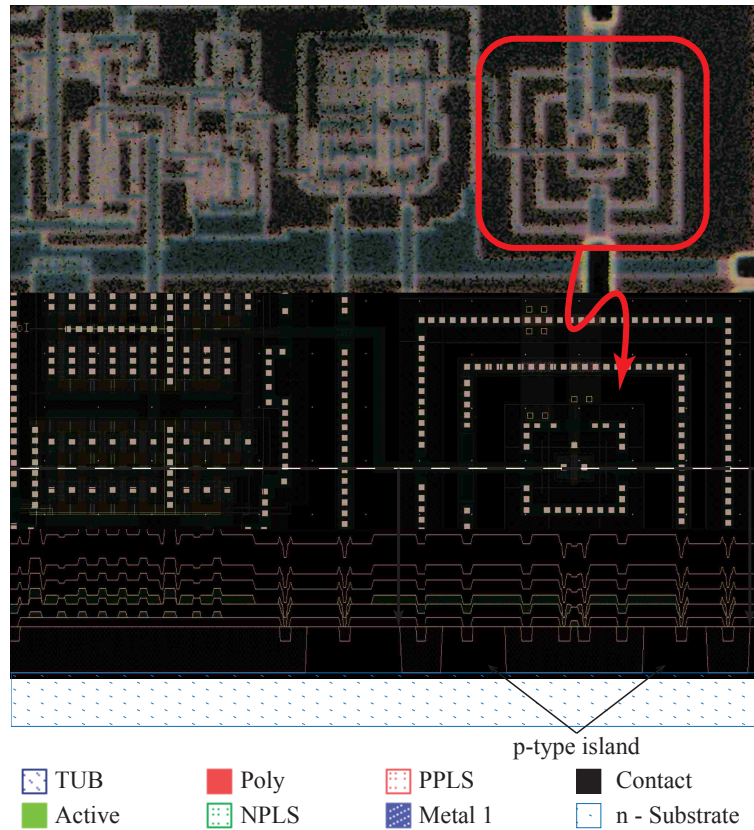 p-type island
TUB Poly PPLS Contact
Active NPLS Metal 1 n - Substrate